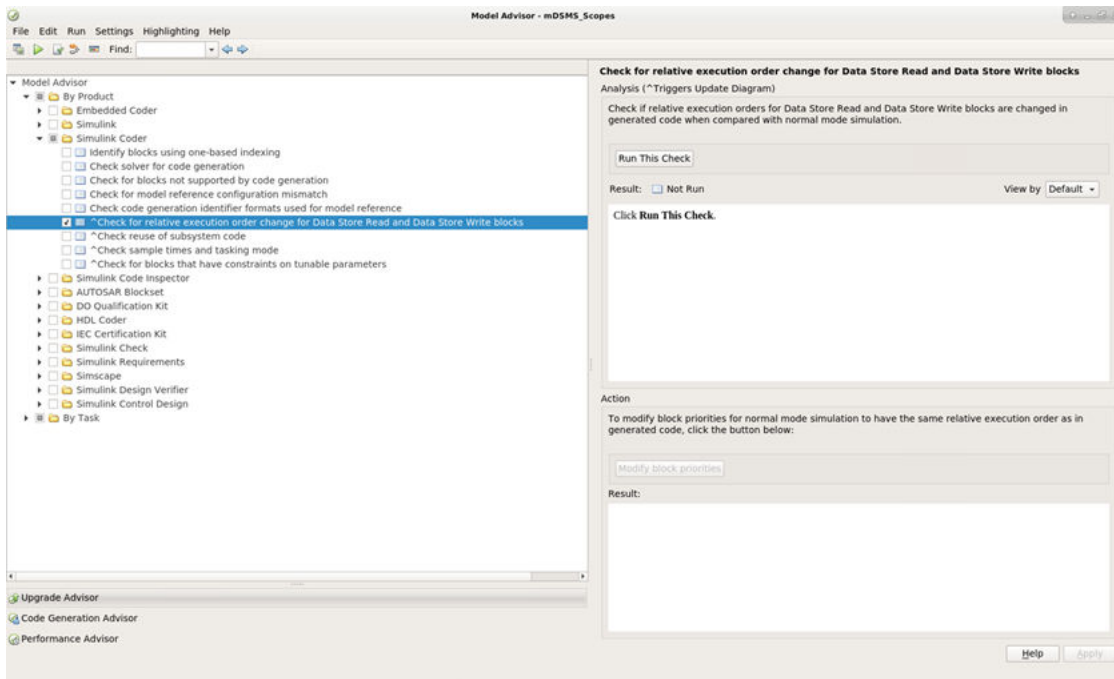 Model Advisor - mDSMS_Scopes
File Edit Run Settings Highlighting Help
Find:
Model Advisor
By Product
Embedded Coder
Simulink
Simulink Coder
Identify blocks using one-based indexing
Check solver for code generation
Check for blocks not supported by code generation
Check for model reference configuration mismatch
Check code generation identifier formats used for model reference
^Check for relative execution order change for Data Store Read and Data Store Write blocks
^Check reuse of subsystem code
^Check sample times and tasking mode
^Check for blocks that have constraints on tunable parameters
Simulink Code Inspector
AUTOSAR Blockset
DO Qualification Kit
HDL Coder
IEC Certification Kit
Simulink Check
Simulink Requirements
Simscape
Simulink Design Verifier
Simulink Control Design
By Task
Upgrade Advisor
Code Generation Advisor
Performance Advisor
Check for relative execution order change for Data Store Read and Data Store Write blocks
Analysis (^Triggers Update Diagram)
Check if relative execution orders for Data Store Read and Data Store Write blocks are changed in
generated code when compared with normal mode simulation.
Run This Check
Result: Not Run View by Default
Click Run This Check.
Action
To modify block priorities for normal mode simulation to have the same relative execution order as in
generated code, click the button below:
Modify block priorities
Result:
Help Apply